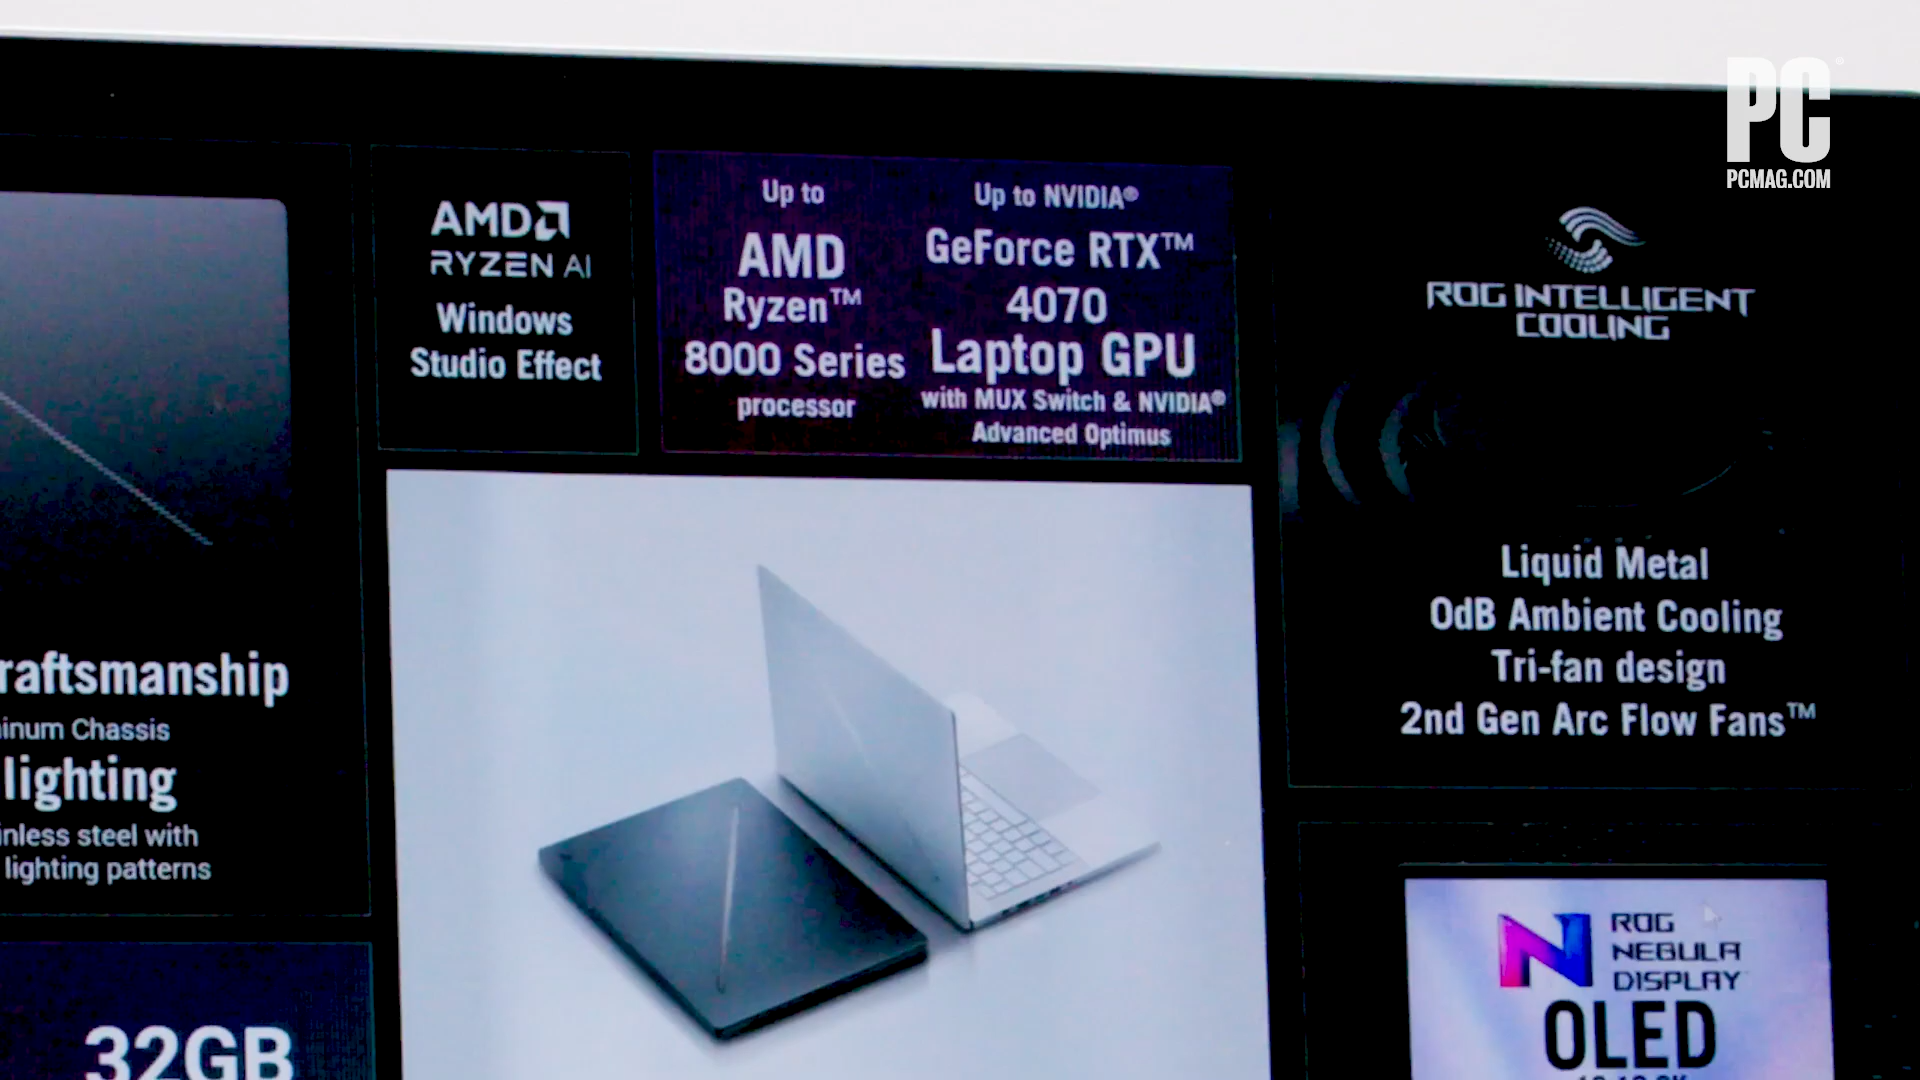 PC
PCMAG.COM
AMD
RYZEN AI
Windows
Studio Effect
Up to
AMD
Ryzen™
8000 Series
processor
Up to NVIDIA®
GeForce RTX™
4070
Laptop GPU
with MUX Switch & NVIDIA®
Advanced Optimus
ROG INTELLIGENT
COOLING
Liquid Metal
0dB Ambient Cooling
Tri-fan design
2nd Gen Arc Flow Fans™
raftsmanship
inum Chassis
lighting
inless steel with
lighting patterns
32GB
ROG
NEBULA
DISPLAY
OLED